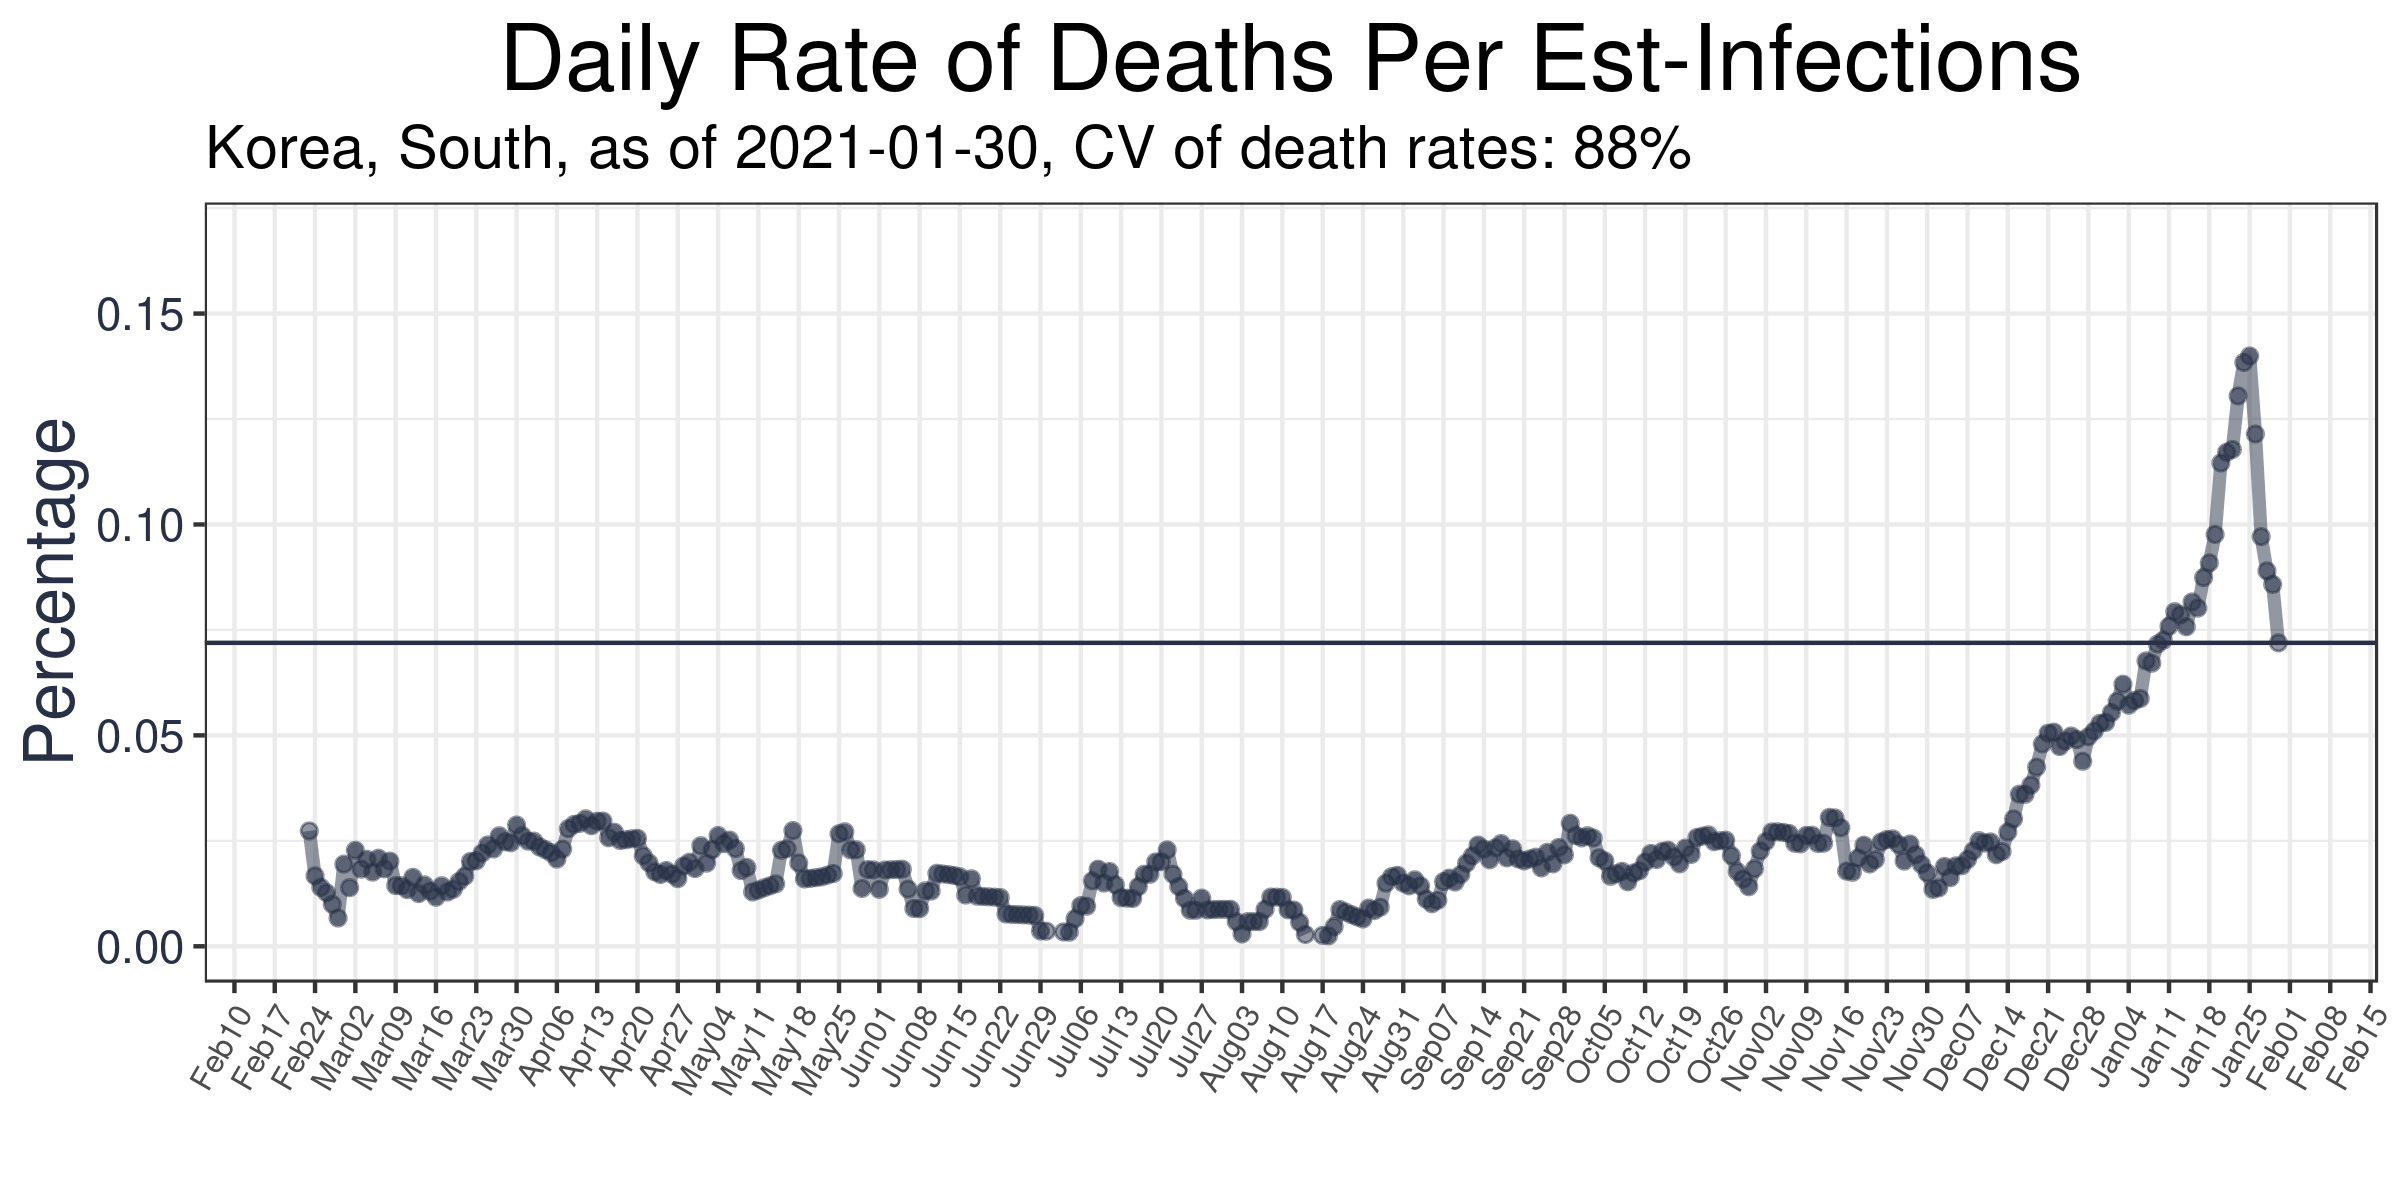 Daily Rate of Deaths Per Est-Infections
Korea, South, as of 2021-01-30, CV of death rates: 88%
Percentage
0.15
0.10
0.05
0.00
Feb10
Feb17
Feb24
Mar02
Mar09
Mar16
Mar23
Mar30
Apr06
Apr13
Apr20
Apr27
May04
May11
May18
May25
Jun01
Jun08
Jun15
Jun22
Jun29
Jul06
Jul13
Jul20
Jul27
Aug03
Aug10
Aug17
Aug24
Aug31
Sep07
Sep14
Sep21
Sep28
Oct05
Oct12
Oct19
Oct26
Nov02
Nov09
Nov16
Nov23
Nov30
Nov07
Dec14
Dec21
Dec28
Dec04
Jan11
Jan18
Jan25
Jan01
Feb08
Feb15